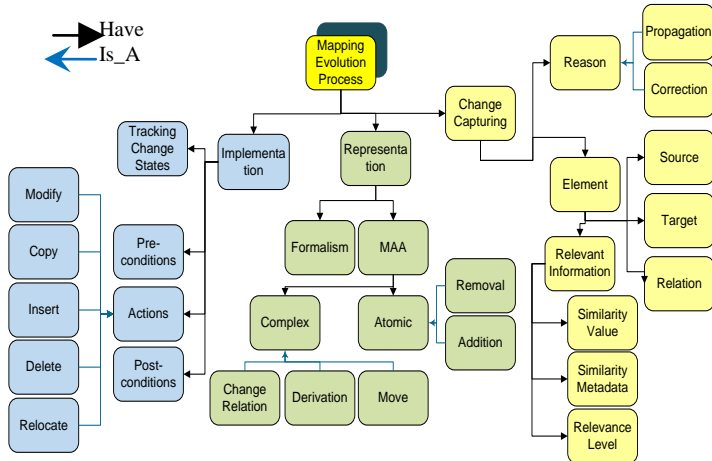 Have
Is_A
Mapping
Evolution
Process
Propagation
Reason
Correction
Change
Capturing
Tracking
Change
States
Implementa
tion
Representa
tion
Source
Element
Modify
Target
Copy
Pre-
conditions
Formalism
MAA
Relevant
Information
Relation
Removal
Insert
Actions
Complex
Atomic
Addition
Similarity
Value
Delete
Post-
conditions
Similarity
Metadata
Change
Relation
Derivation
Move
Relocate
Relevance
Level